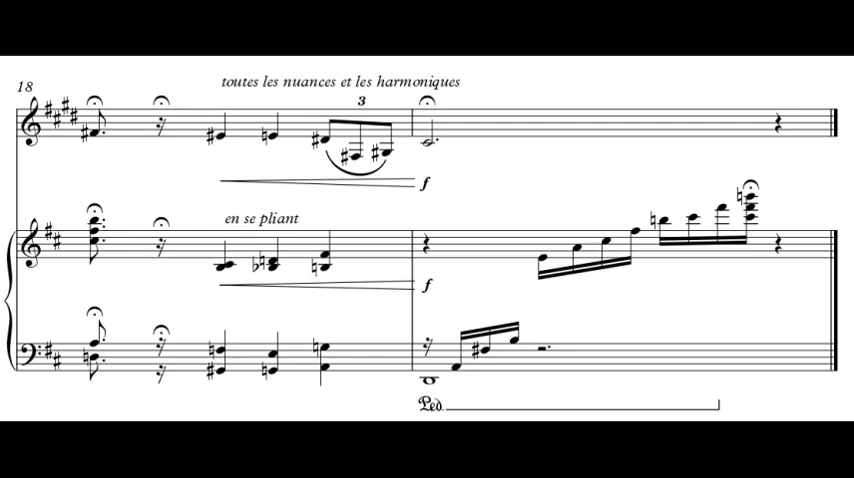 18
toutes les nuances et les harmoniques
3
f
en se pliant
f
Ped.